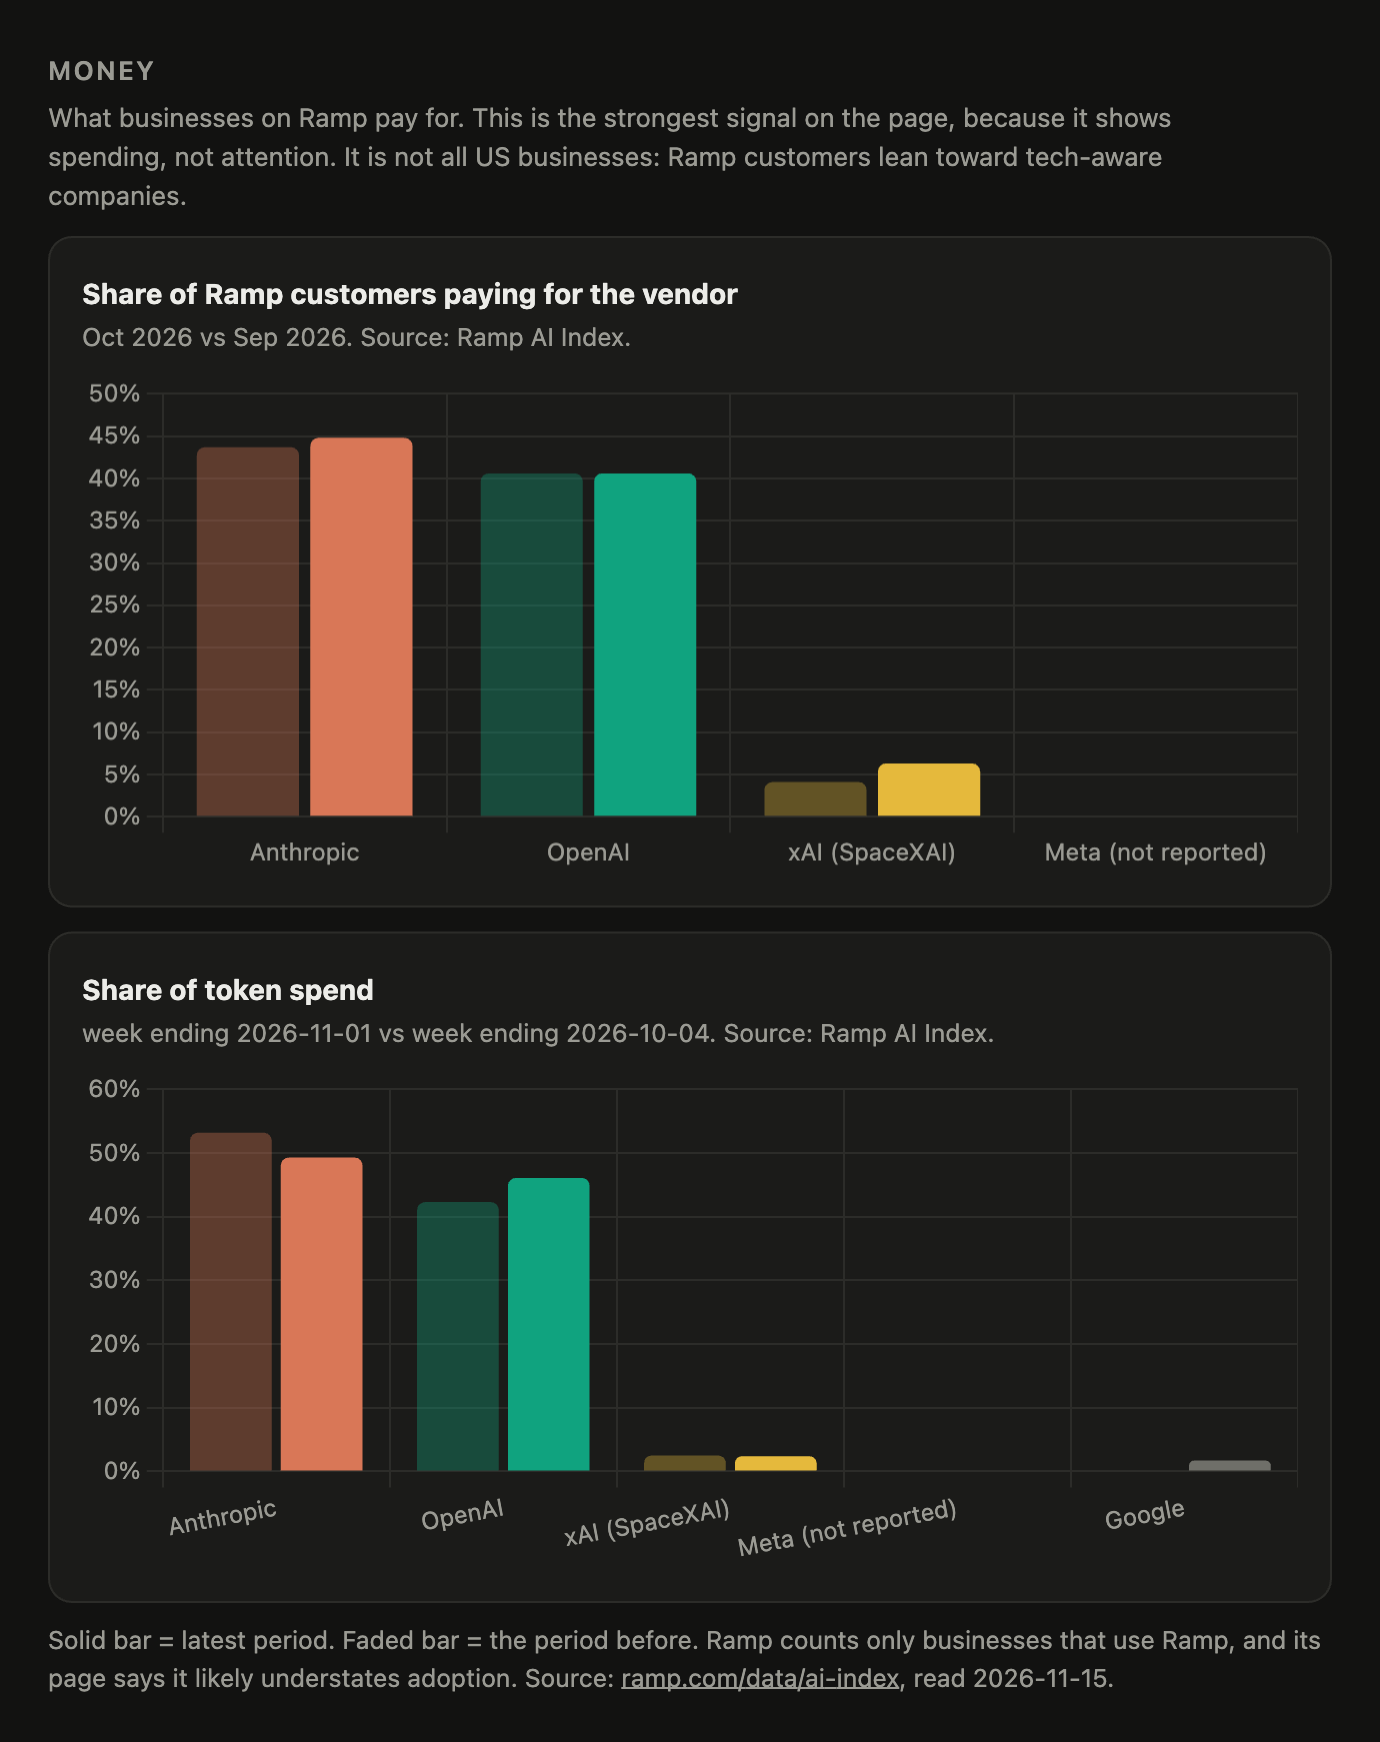 MONEY
What businesses on Ramp pay for. This is the strongest signal on the page, because it shows
spending, not attention. It is not all US businesses: Ramp customers lean toward tech-aware
companies.
Share of Ramp customers paying for the vendor
Oct 2026 vs Sep 2026. Source: Ramp AI Index.
50%
45%
40%
35%
30%
25%
20%
15%
10%
5%
0%
Anthropic OpenAI xAI (SpaceXAI) Meta (not reported)
Share of token spend
week ending 2026-11-01 vs week ending 2026-10-04. Source: Ramp AI Index.
60%
50%
40%
30%
20%
10%
0%
Anthropic OpenAI xAI (SpaceXAI) Meta (not reported) Google
Solid bar = latest period. Faded bar = the period before. Ramp counts only businesses that use Ramp, and its
page says it likely understates adoption. Source: ramp.com/data/ai-index, read 2026-11-15.